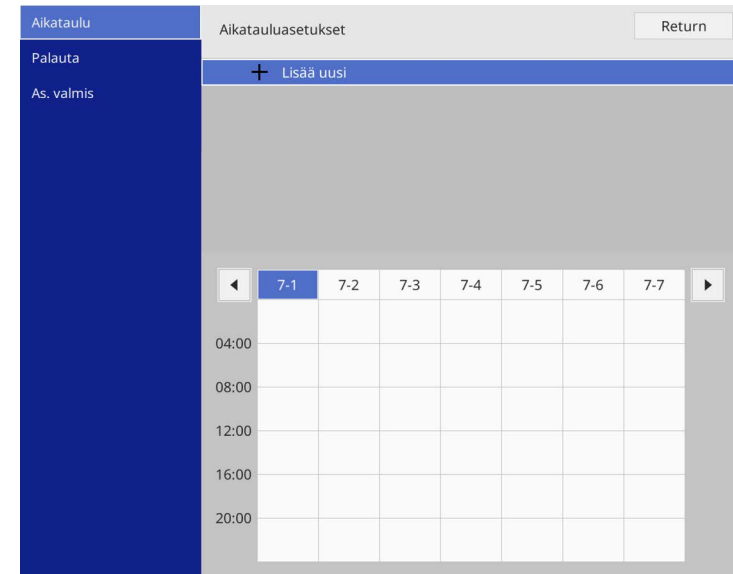 Aikataulu
Palauta
As. valmis
Aikatauluasetukset
Return
Lisää uusi
7-1 7-2 7-3 7-4 7-5 7-6 7-7
04:00
08:00
12:00
16:00
20:00